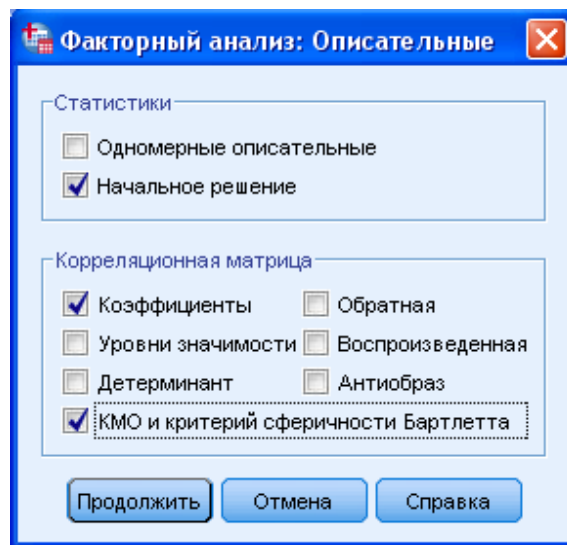 Факторный анализ: Описательные
Статистики
Одномерные описательные
Начальное решение
Корреляционная матрица
Коэффициенты Обратная
Уровни значимости Воспроизведенная
Детерминант Антиобраз
КМО и критерий сферичности Бартлетта
Продолжить Отмена Справка